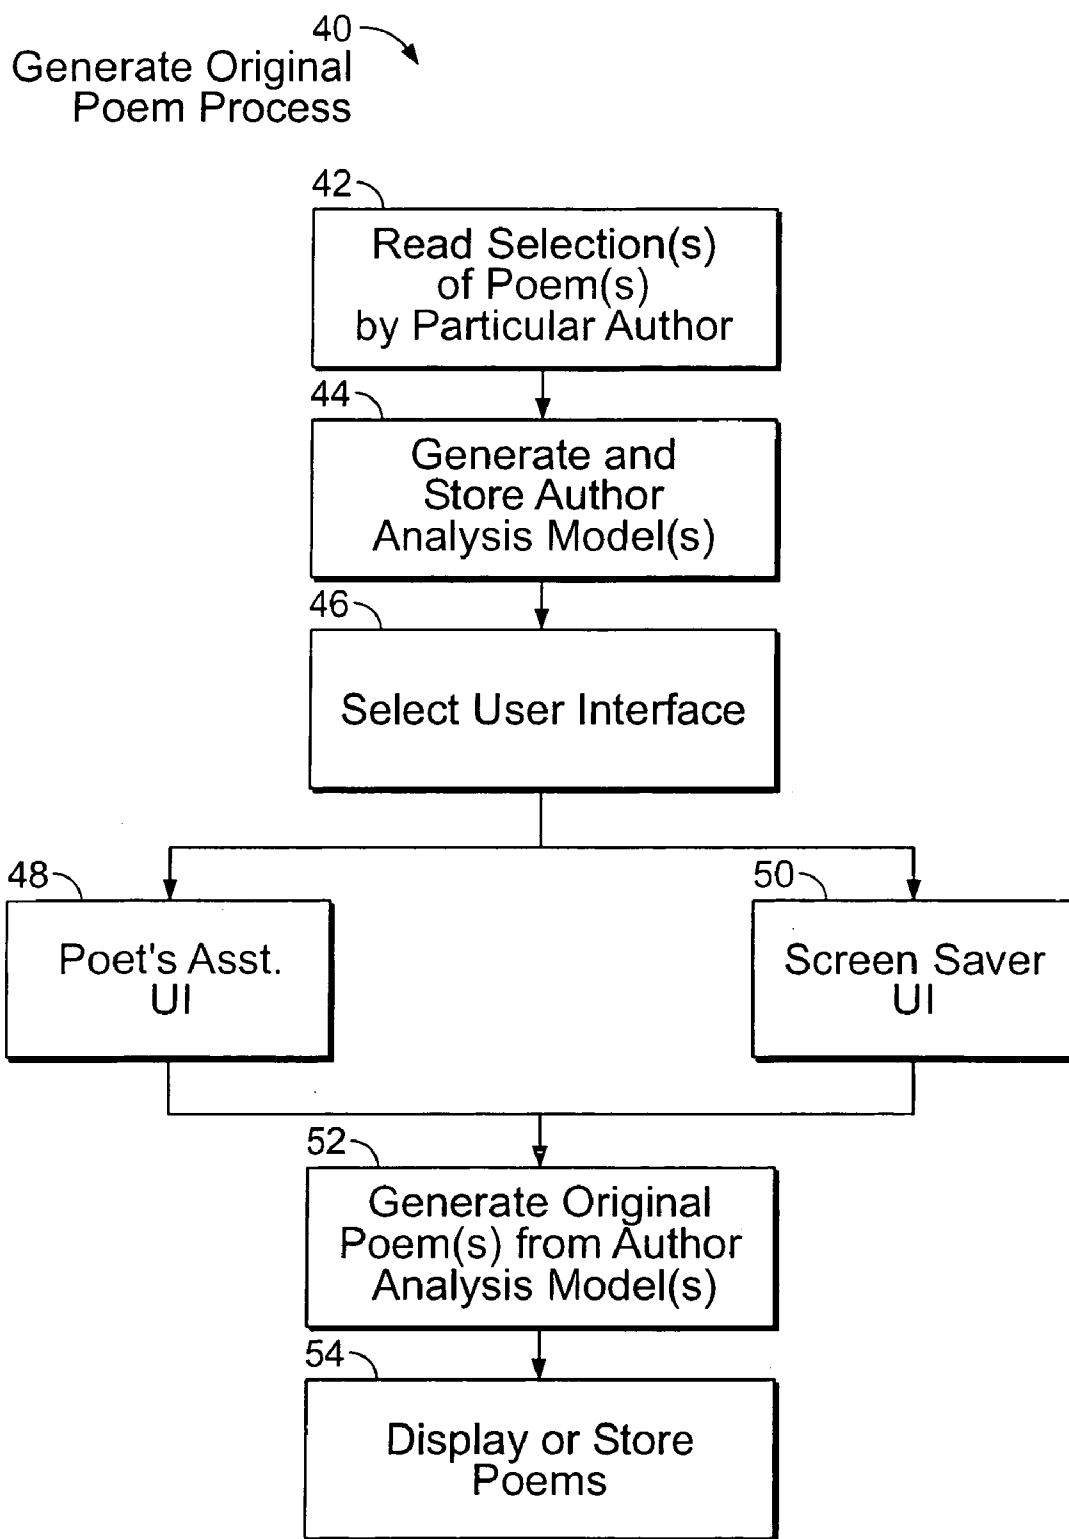 40
Generate Original
Poem Process
42
Read Selection(s)
of Poem(s)
by Particular Author
44
Generate and
Store Author
Analysis Model(s)
46
Select User Interface
48
Poet's Asst.
UI
50
Screen Saver
UI
52
Generate Original
Poem(s) from Author
Analysis Model(s)
54
Display or Store
Poems